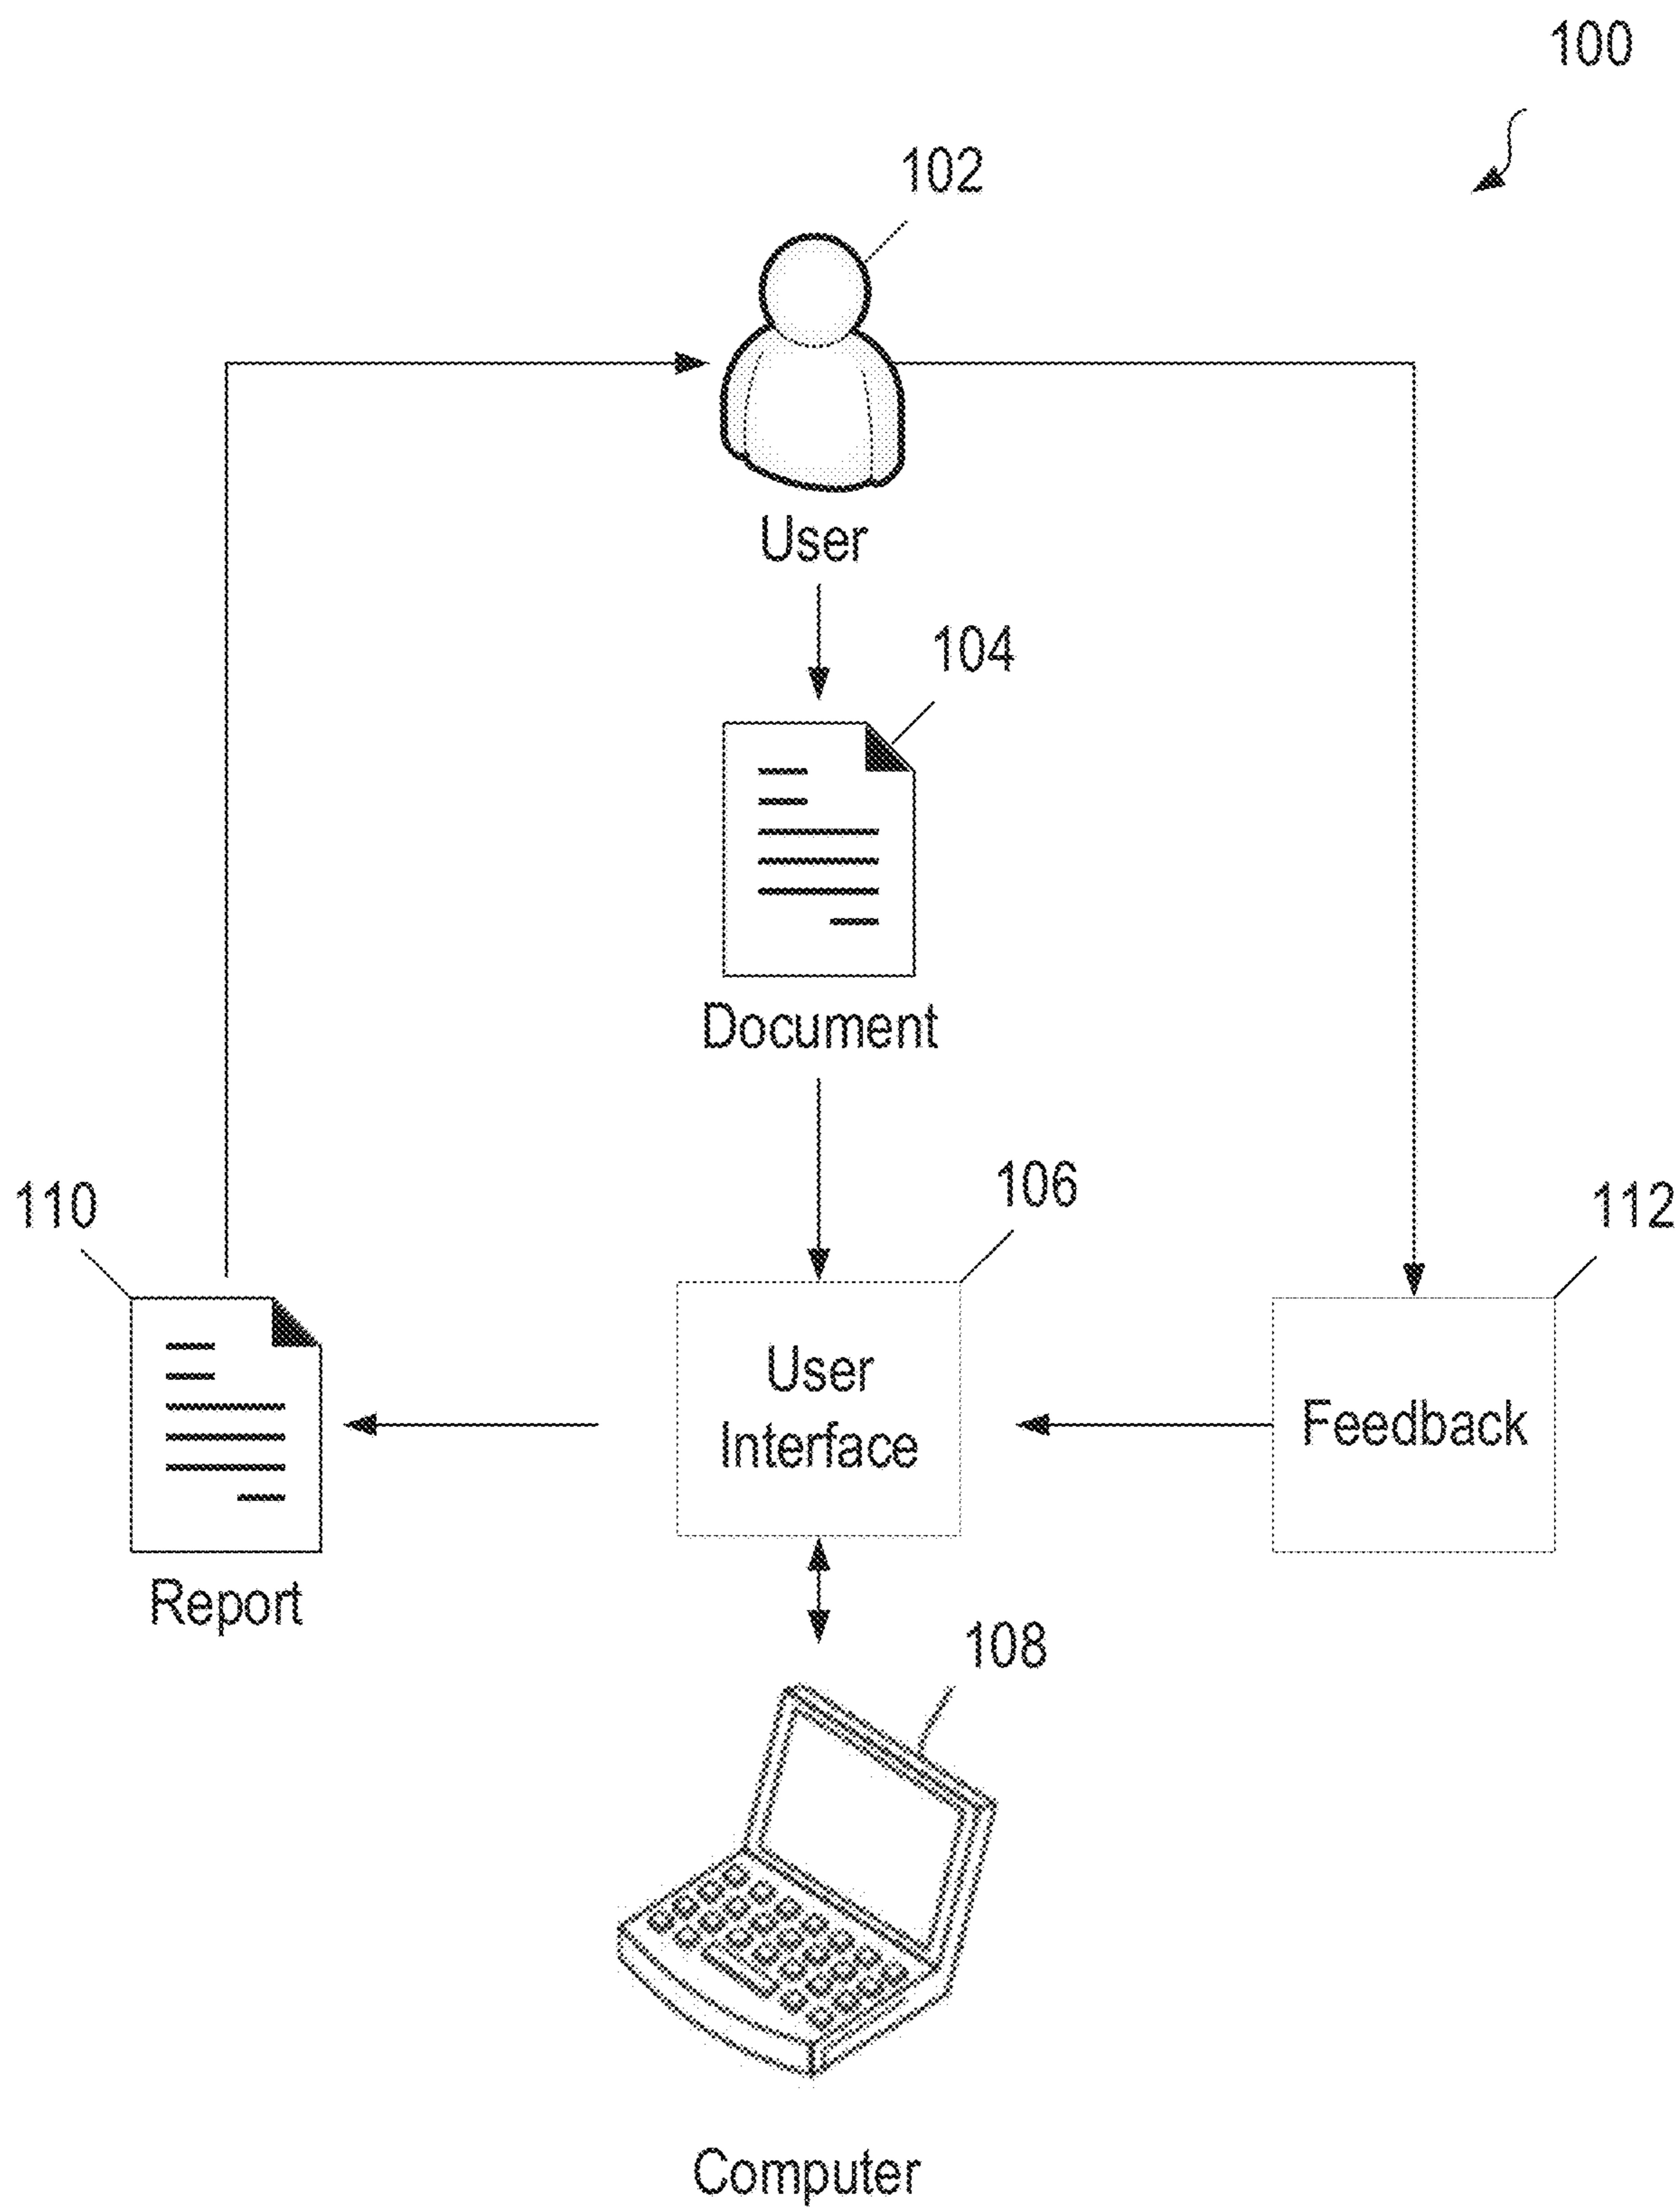 100
102
User
104
Document
110
106
112
User
Interface
Feedback
Report
108
Computer